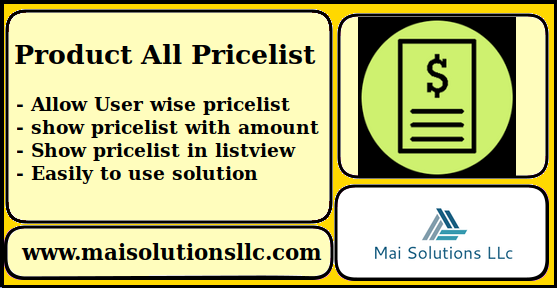 Product All Pricelist
- Allow User wise pricelist
- show pricelist with amount
- Show pricelist in listview
- Easily to use solution
www.maisolutionsllc.com
$
Mai Solutions LLc